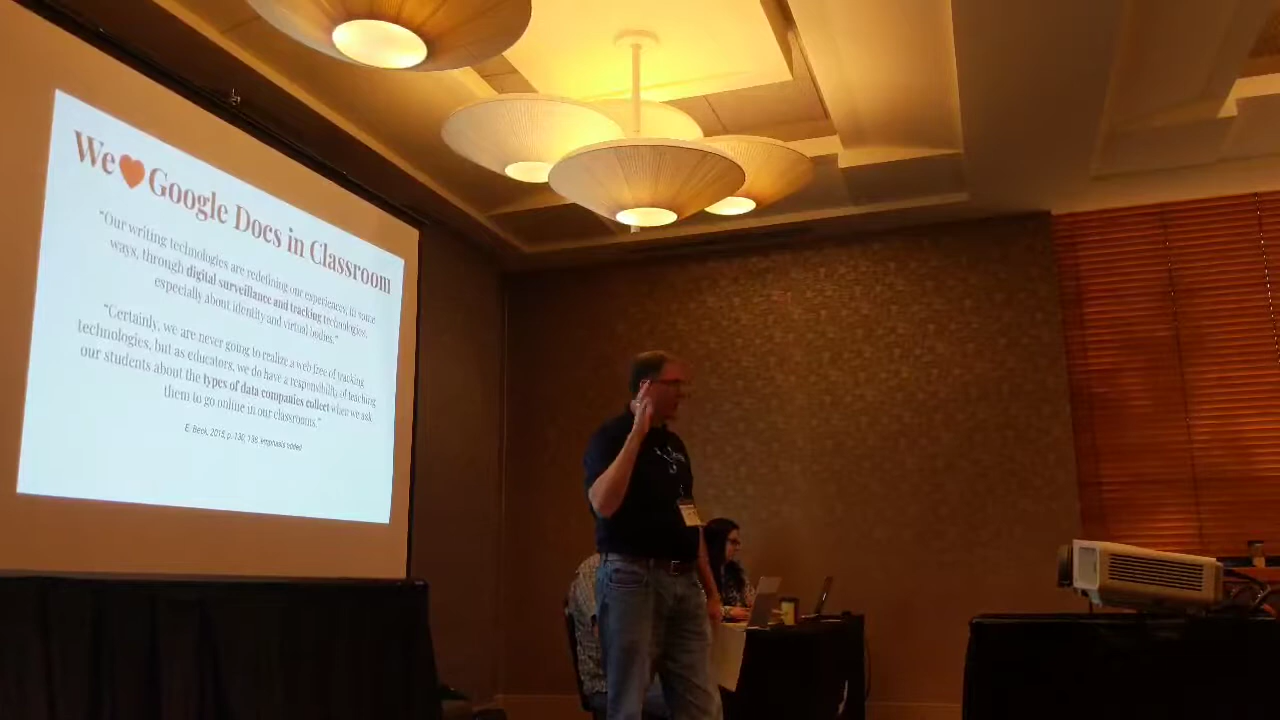 We ❤ Google Docs in Classroom
“Our writing technologies are redefining our experiences, in some
ways, through digital surveillance and tracking technologies,
especially about identity and virtual bodies.”
“Certainly, we are never going to realize a web free of tracking
technologies, but as educators, we do have a responsibility of teaching
our students about the types of data companies collect when we ask
them to go online in our classrooms.”
E. Beck, 2015, p. 130, 138, emphasis added